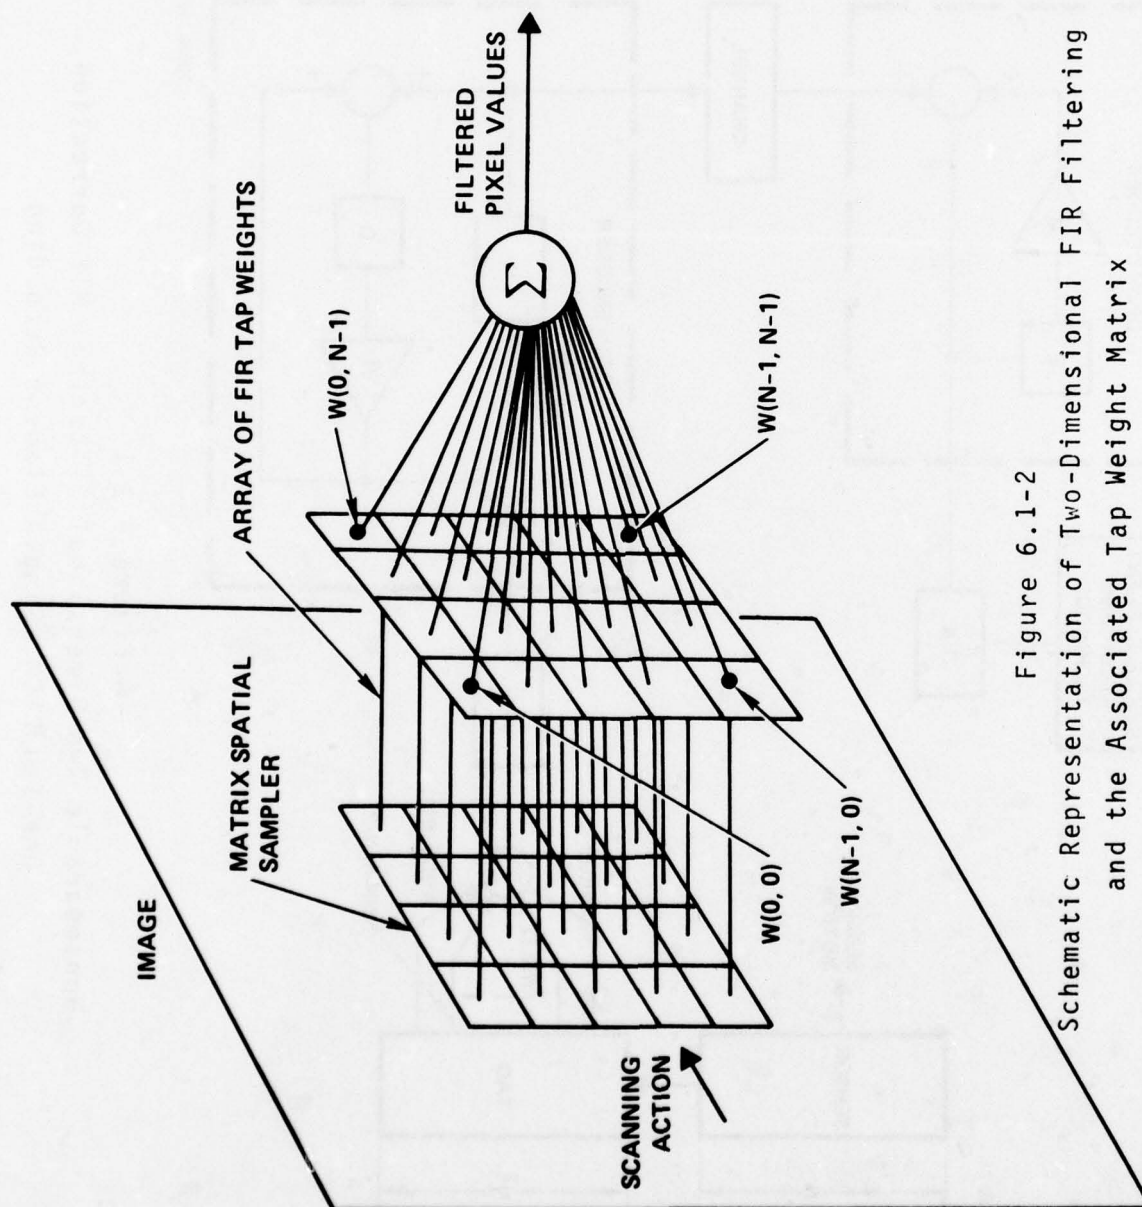 IMAGE
MATRIX SPATIAL
SAMPLER
ARRAY OF FIR TAP WEIGHTS
W(0, N-1)
FILTERED
PIXEL VALUES
Σ
SCANNING
ACTION
W(0, 0)
W(N-1, 0)
W(N-1, N-1)
Figure 6.1-2
Schematic Representation of Two-Dimensional FIR Filtering
and the Associated Tap Weight Matrix